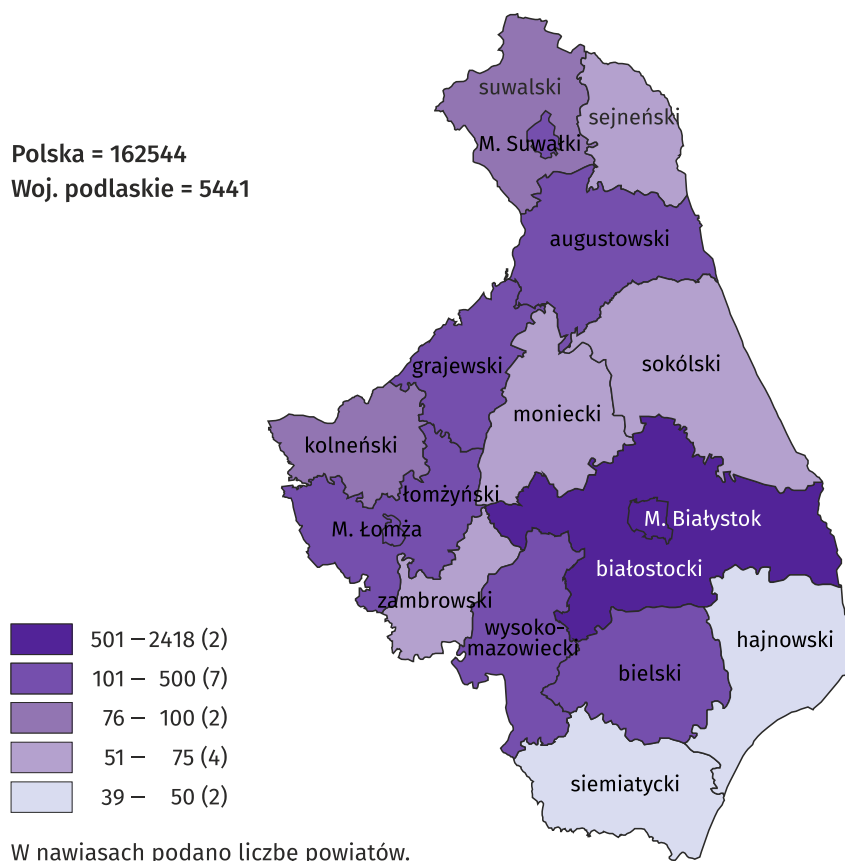 suwalski
sejneński
M. Suwałki
Polska = 162544
Woj. podlaskie = 5441
augustowski
grajewski
sokólski
moniecki
kolneński
łomżyński
M. Łomża
M. Białystok
białostocki
zambrowski
wysoko-
mazowiecki
hajnowski
bielski
siemiatycki
501 – 2418 (2)
101 – 500 (7)
76 – 100 (2)
51 – 75 (4)
39 – 50 (2)
W nawiasach podano liczbę powiatów.